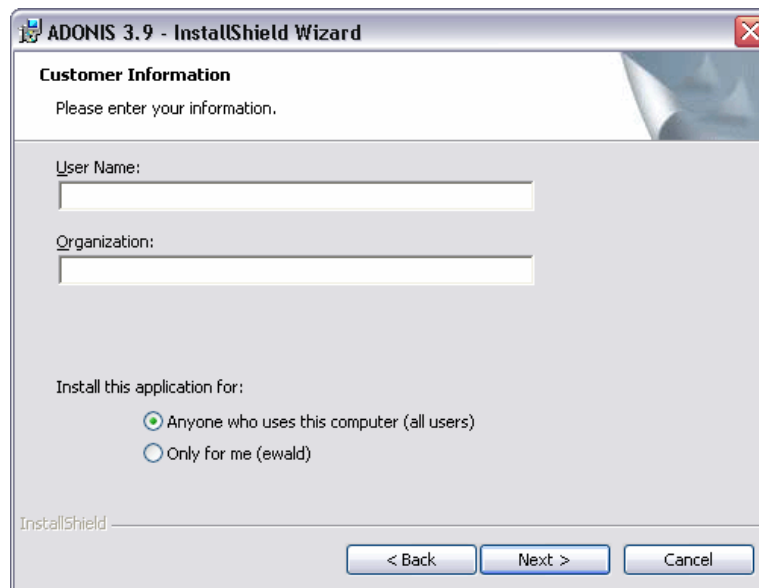 ADONIS 3.9 - InstallShield Wizard
Customer Information
Please enter your information.
User Name:
Organization:
Install this application for:
Anyone who uses this computer (all users)
Only for me (ewald)
InstallShield
< Back Next > Cancel